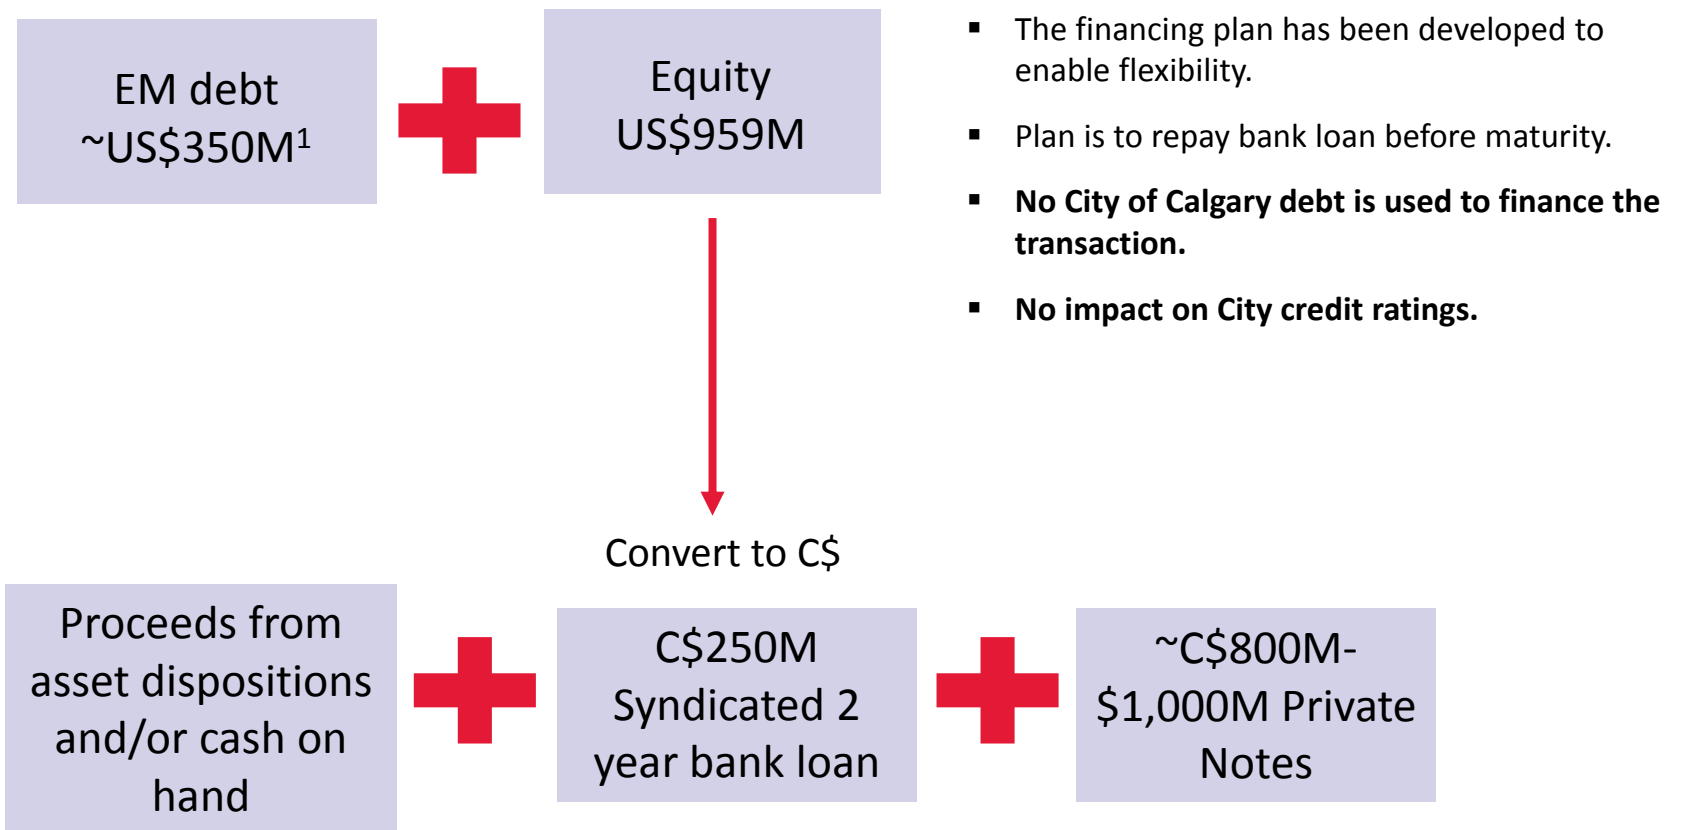 EM debt
~US$350M¹
Equity
US$959M
▪ The financing plan has been developed to
enable flexibility.
▪ Plan is to repay bank loan before maturity.
▪ No City of Calgary debt is used to finance the
transaction.
▪ No impact on City credit ratings.
Convert to C$
Proceeds from
asset dispositions
and/or cash on
hand
C$250M
Syndicated 2
year bank loan
~C$800M-
$1,000M Private
Notes